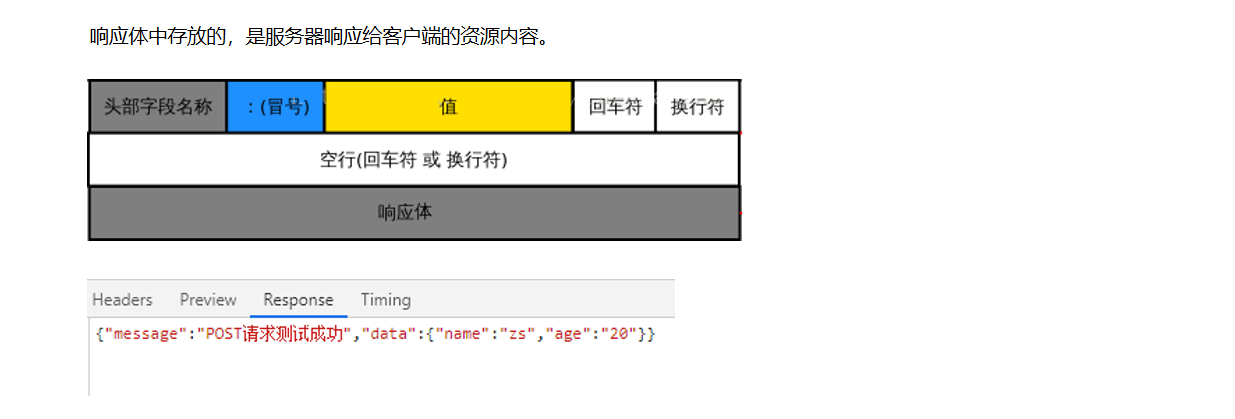 响应体中存放的，是服务器响应给客户端的资源内容。
头部字段名称 ：(冒号) 值 回车符 换行符
空行(回车符 或 换行符)
响应体
Headers Preview Response Timing
{"message":"POST请求测试成功","data":{"name":"zs","age":"20"}}